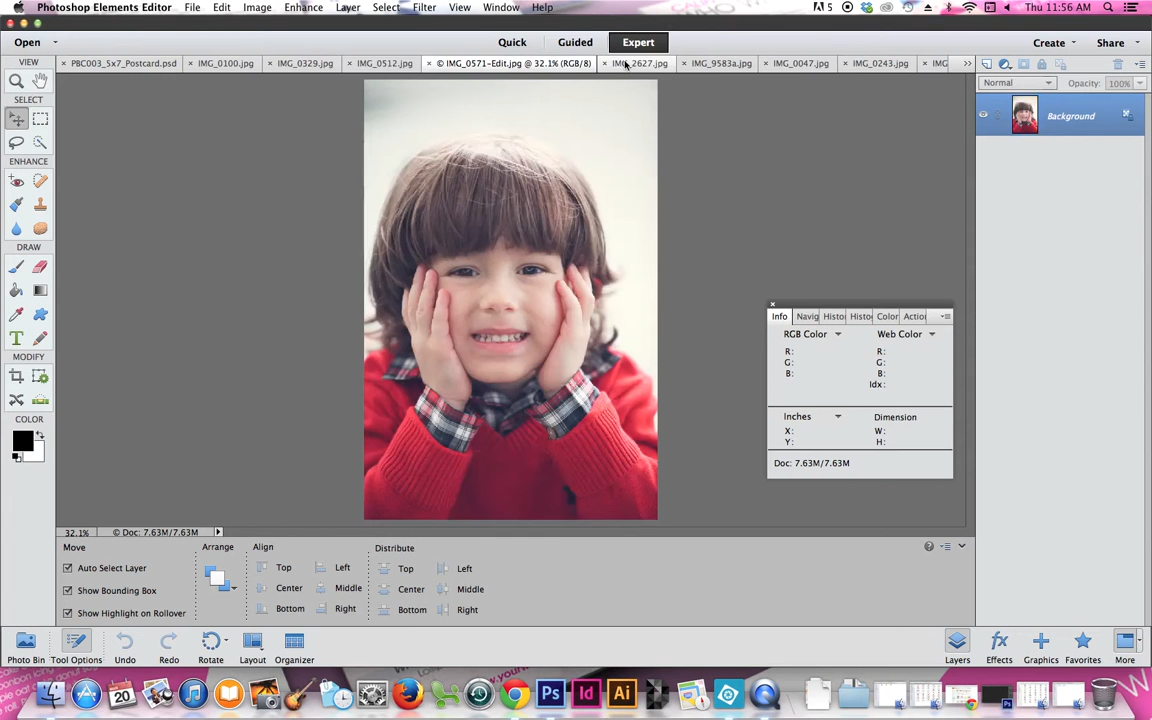 Photoshop Elements Editor File Edit Image Enhance Layer Select Filter View Window Help 5 Thu 11:56 AM
Open Quick Guided Expert Create Share
VIEW × PBC003_5x7_Postcard.psd × IMG_0100.jpg × IMG_0329.jpg × IMG_0512.jpg × © IMG_0571-Edit.jpg @ 32.1% (RGB/8) × IMG_2627.jpg × IMG_9583a.jpg × IMG_0047.jpg × IMG_0243.jpg × IMG >>
Normal Opacity: 100%
SELECT
Background
ENHANCE
DRAW
Info Navig Histo Histo Color Actio
RGB Color Web Color
R: R:
G: G:
B: B:
Idx:
MODIFY
Inches Dimension
X: W:
Y: H:
Doc: 7.63M/7.63M
COLOR
32.1% © Doc: 7.63M/7.63M
Move Arrange Align Distribute
Auto Select Layer Top Left Top Left
Show Bounding Box Center Middle Center Middle
Show Highlight on Rollover Bottom Right Bottom Right
Photo Bin Tool Options Undo Redo Rotate Layout Organizer Layers Effects Graphics Favorites More
20 Ps Id Ai